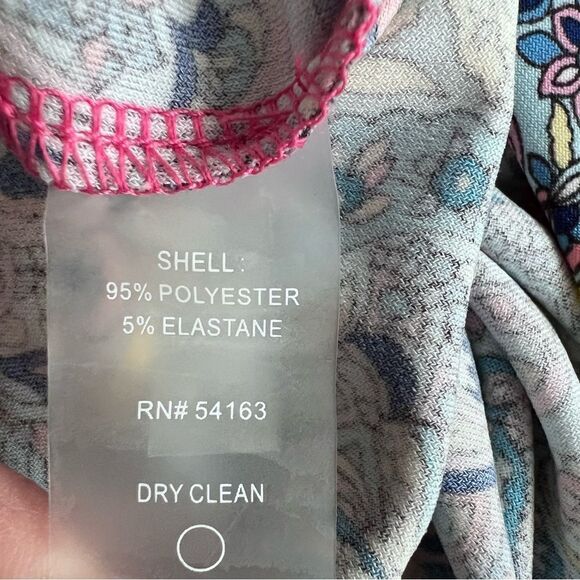 SHELL:
95% POLYESTER
5% ELASTANE
RN# 54163
DRY CLEAN